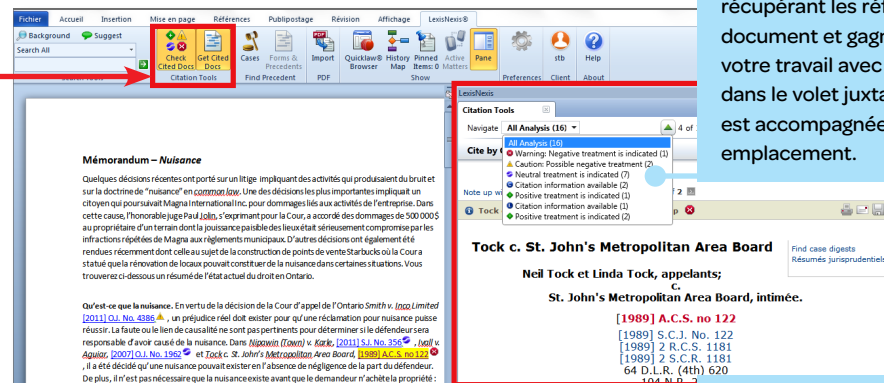 Fichier Accueil Insertion Mise en page Références Publipostage Révision Affichage LexisNexis®
Background Suggest
Search All
Check Cited Docs
Get Cited Docs
Cases
Forms & Precedents
Import
Quicklaw® Browser
History Map
Pinned Items: 0
Active Matters
Pane
stb
Help
Citation Tools Find Precedent PDF Show Preferences Client About
Mémorandum – Nuisance
Quelques décisions récentes ont porté sur un litige impliquant des activités qui produisaient du bruit et
sur la doctrine de "nuisance" en common law. Une des décisions les plus importantes impliquait un
citoyen qui poursuivait Magna International Inc. pour dommages liés aux activités de l'entreprise. Dans
cette cause, l'honorable juge Paul Jolin, s'exprimant pour la Cour, a accordé des dommages de 500 000 $
au propriétaire d'un terrain dont la jouissance paisible des lieux était sérieusement compromise par les
infractions répétées de Magna aux règlements municipaux. D'autres décisions ont également été
rendues récemment dont celle au sujet de la construction de points de vente Starbucks où la Cour a
statué que la rénovation de locaux pouvait constituer de la nuisance dans certaines situations. Vous
trouverez ci-dessous un résumé de l'état actuel du droit en Ontario.
Qu'est-ce que la nuisance. En vertu de la décision de la Cour d'appel de l'Ontario Smith v. Inco Limited
[2011] O.J. No. 4386 , un préjudice réel doit exister pour qu'une réclamation pour nuisance puisse
réussir. La faute ou le lien de causalité ne sont pas pertinents pour déterminer si le défendeur sera
responsable d'avoir causé de la nuisance. Dans Nipawin (Town) v. Karle, [2011] S.J. No. 356 , Ivall v.
Aguiar, [2007] O.J. No. 1962 et Tock c. St John's Metropolitan Area Board, [1989] A.C.S. no 122
, il a été décidé qu'une nuisance pouvait exister en l'absence de négligence de la part du défendeur.
De plus, il n'est pas nécessaire que la nuisance existe avant que le demandeur n'achète la propriété ;
LexisNexis
Citation Tools
Navigate All Analysis (16) 4 of
Cite by
All Analysis (16)
Warning: Negative treatment is indicated (1)
Caution: Possible negative treatment (2)
Neutral treatment is indicated (7)
Citation information available (2)
Positive treatment is indicated (1)
Citation information available (1)
Positive treatment is indicated (2)
Note up wi
f 2
Tock
p
Tock c. St. John's Metropolitan Area Board
Find case digests
Résumés jurisprudentiels
Neil Tock et Linda Tock, appelants;
c.
St. John's Metropolitan Area Board, intimée.
[1989] A.C.S. no 122
[1989] S.C.J. No. 122
[1989] 2 R.C.S. 1181
[1989] 2 S.C.R. 1181
64 D.L.R. (4th) 620
104 N.R. 2
récupérant les réf
document et gagn
votre travail avec
dans le volet juxta
est accompagnée
emplacement.